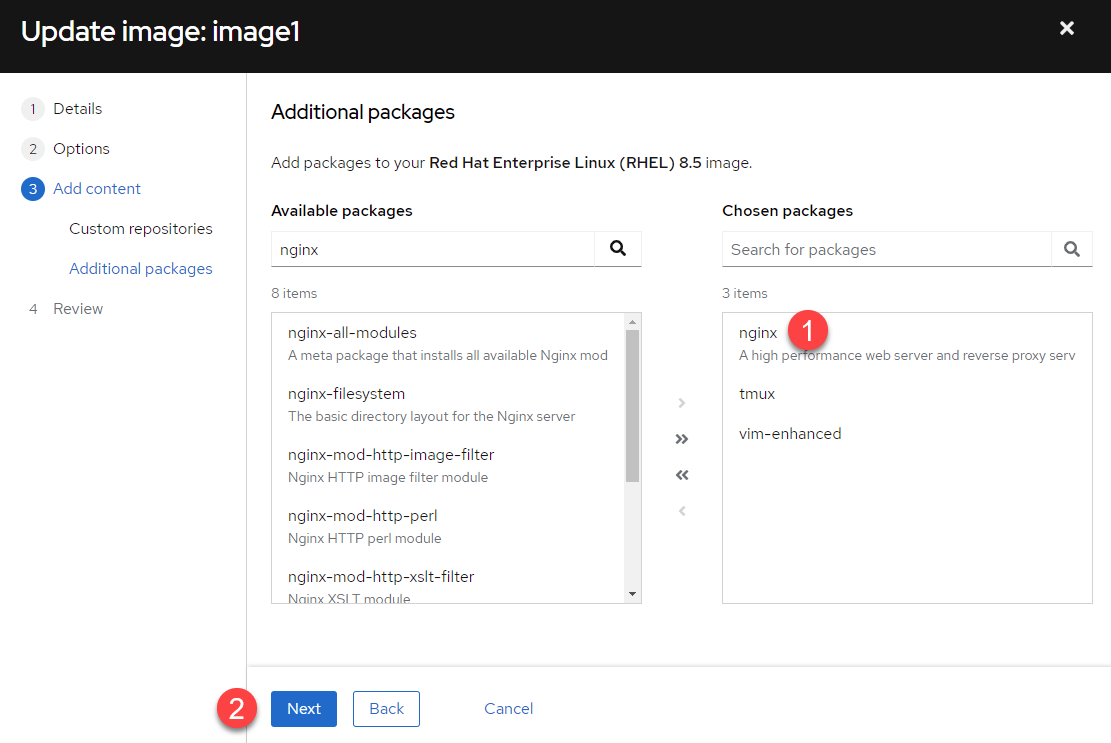 Update image: image1
1 Details
2 Options
3 Add content
Custom repositories
Additional packages
4 Review
Additional packages
Add packages to your Red Hat Enterprise Linux (RHEL) 8.5 image.
Available packages
nginx
8 items
nginx-all-modules
A meta package that installs all available Nginx mod
nginx-filesystem
The basic directory layout for the Nginx server
nginx-mod-http-image-filter
Nginx HTTP image filter module
nginx-mod-http-perl
Nginx HTTP perl module
nginx-mod-http-xslt-filter
Nginx XSLT module
Chosen packages
Search for packages
3 items
nginx 1
A high performance web server and reverse proxy serv
tmux
vim-enhanced
2 Next Back Cancel